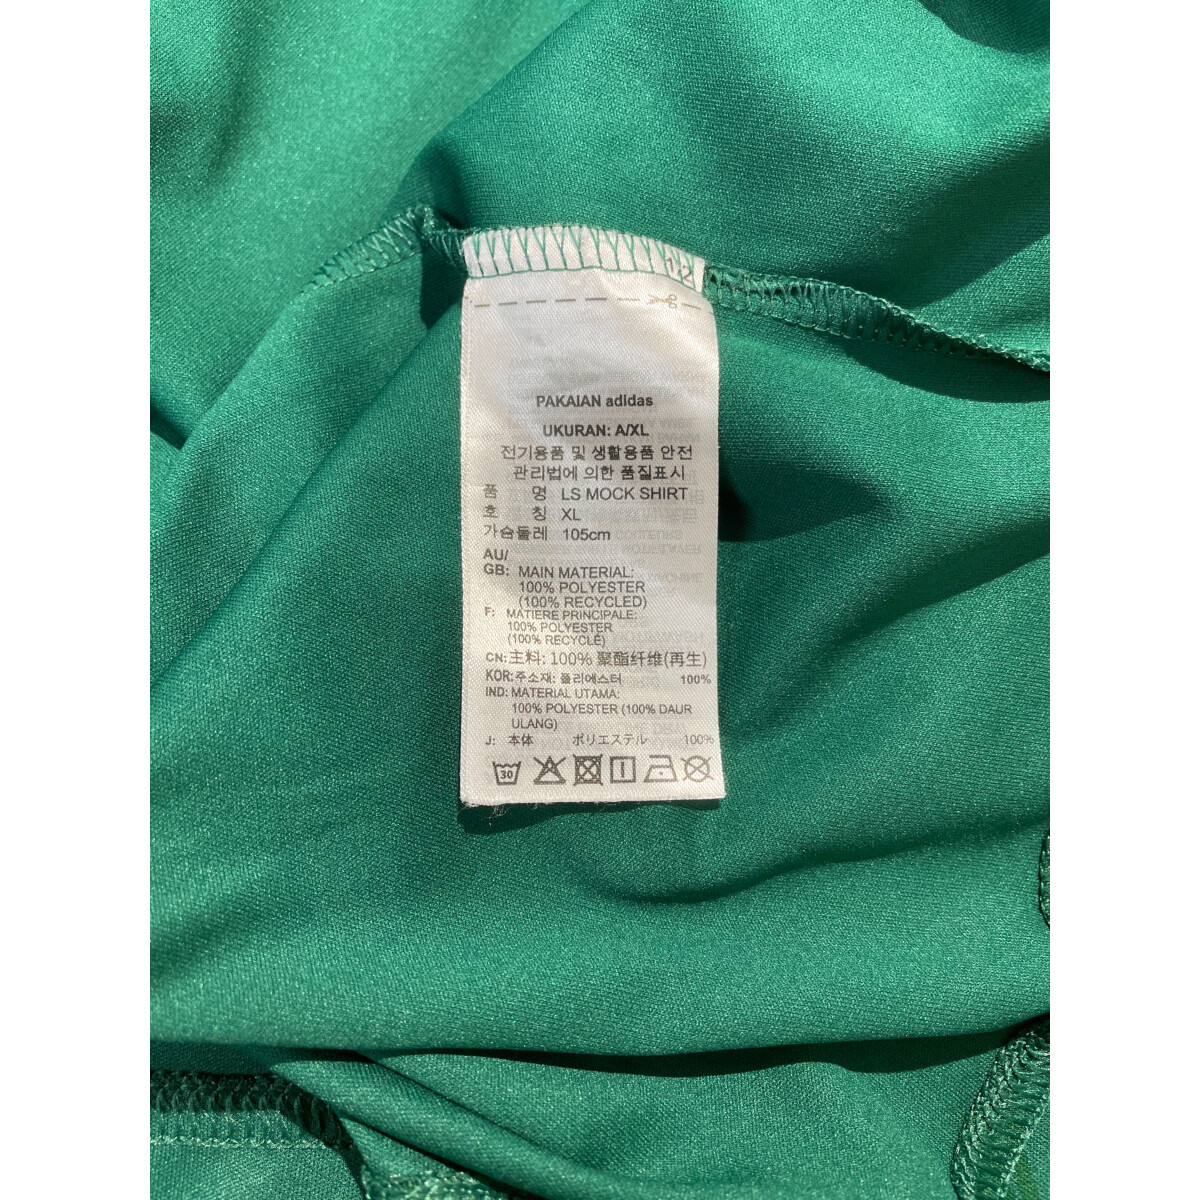 1:2
PAKAIAN adidas
UKURAN: A/XL
전기용품 및 생활용품 안전
관리법에 의한 품질표시
품 명 LS MOCK SHIRT
호 칭 XL
가슴둘레 105cm
AU/
GB: MAIN MATERIAL:
100% POLYESTER
(100% RECYCLED)
F: MATIÈRE PRINCIPALE:
100% POLYESTER
(100% RECYCLÉ)
CN: 主料: 100% 聚酯纤维(再生)
KOR: 주소재: 폴리에스터 100%
IND: MATERIAL UTAMA:
100% POLYESTER (100% DAUR
ULANG)
J: 本体 ポリエステル 100%
30